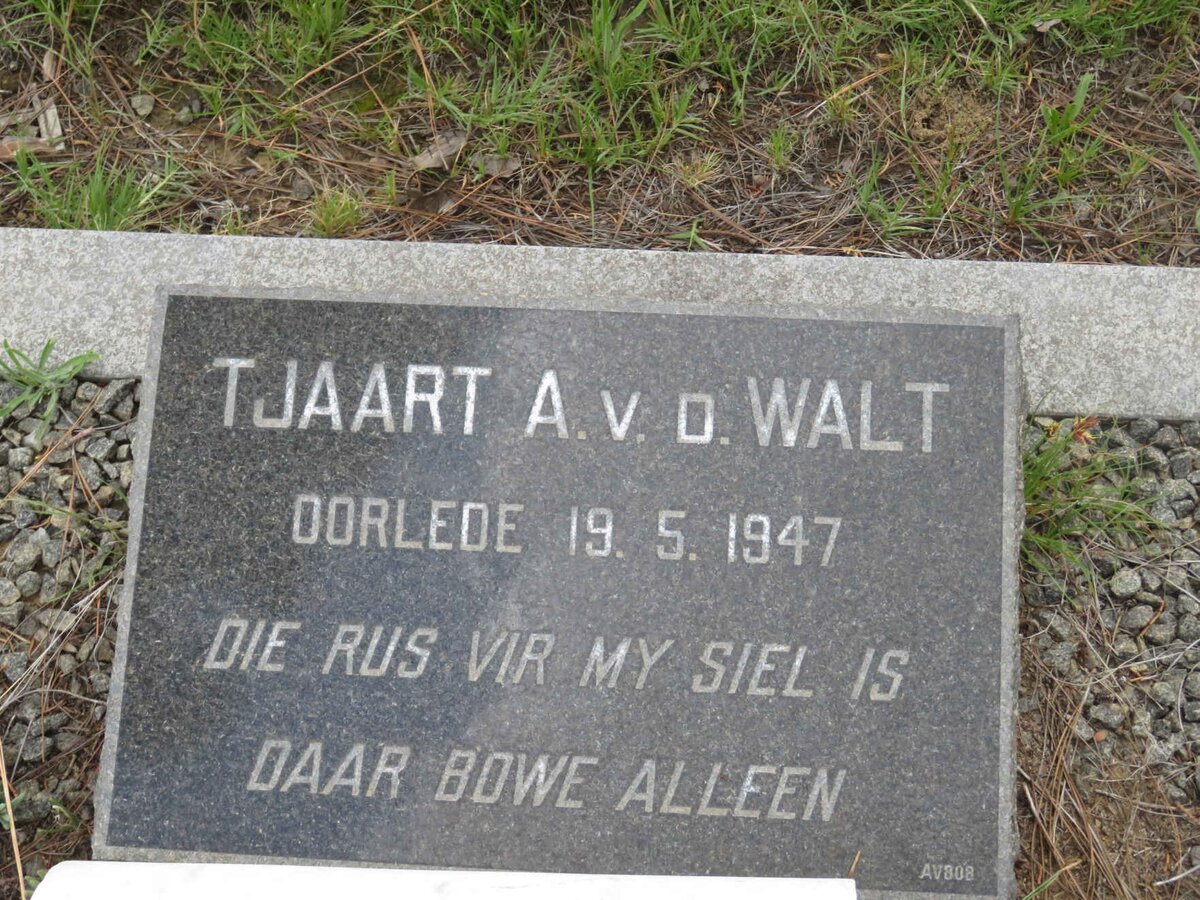 TJAART A. V. D. WALT
OORLEDE 19. 5. 1947
DIE RUS VIR MY SIEL IS
DAAR BOWE ALLEEN
AV808